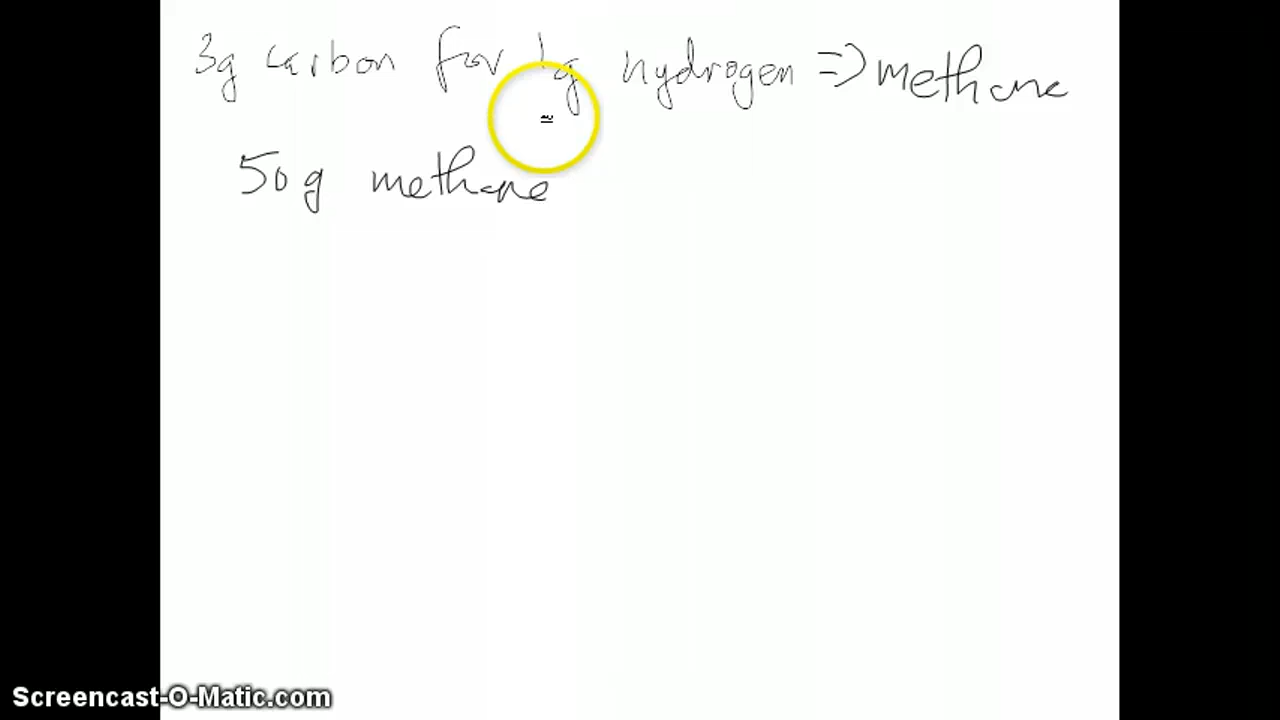 3g carbon for 1g hydrogen => methane
50g methane
Screencast-O-Matic.com